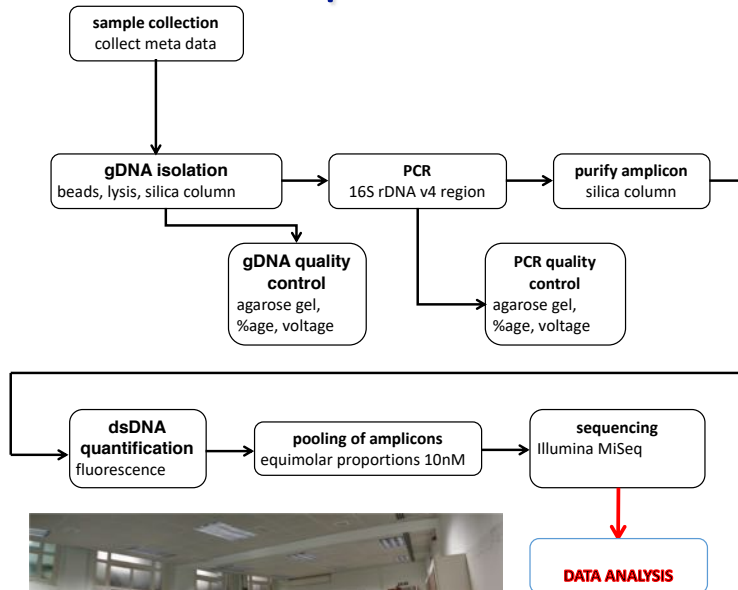 sample collection
collect meta data
gDNA isolation
beads, lysis, silica column
PCR
16S rDNA v4 region
purify amplicon
silica column
gDNA quality
control
agarose gel,
%age, voltage
PCR quality
control
agarose gel,
%age, voltage
dsDNA
quantification
fluorescence
pooling of amplicons
equimolar proportions 10nM
sequencing
Illumina MiSeq
DATA ANALYSIS